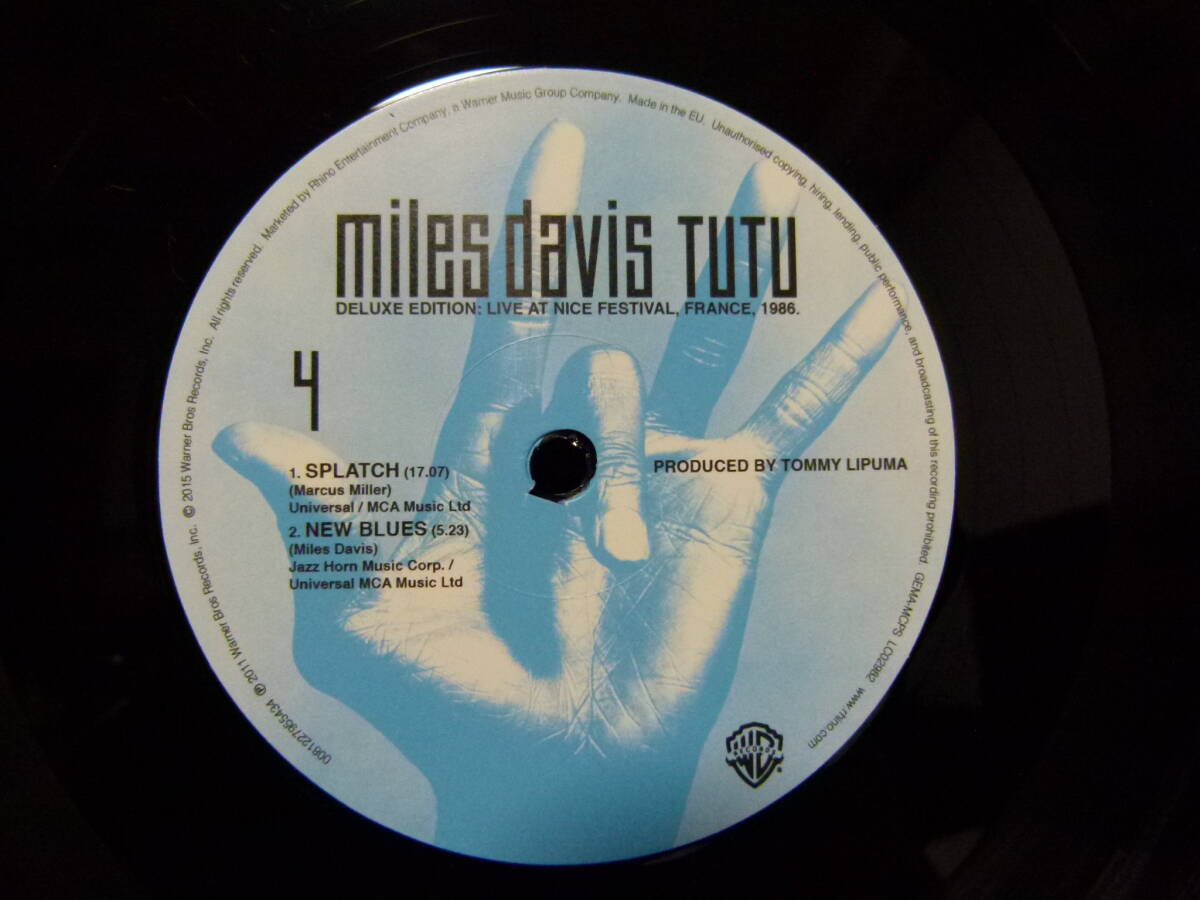 miles davis TUTU
DELUXE EDITION: LIVE AT NICE FESTIVAL, FRANCE, 1986.
4
1. SPLATCH (17.07)
(Marcus Miller)
Universal / MCA Music Ltd
2. NEW BLUES (5.23)
(Miles Davis)
Jazz Horn Music Corp. /
Universal MCA Music Ltd
PRODUCED BY TOMMY LIPUMA
WB
RECORDS
0081227955434 ℗ 2011 Warner Bros Records, Inc. © 2015 Warner Bros Records, Inc. All rights reserved. Marketed by Rhino Entertainment Company, a Warner Music Group Company. Made in the EU. Unauthorised copying, hiring, lending, public performance, and broadcasting of this recording prohibited. GEMA-MCPS LC02982 www.rhino.com